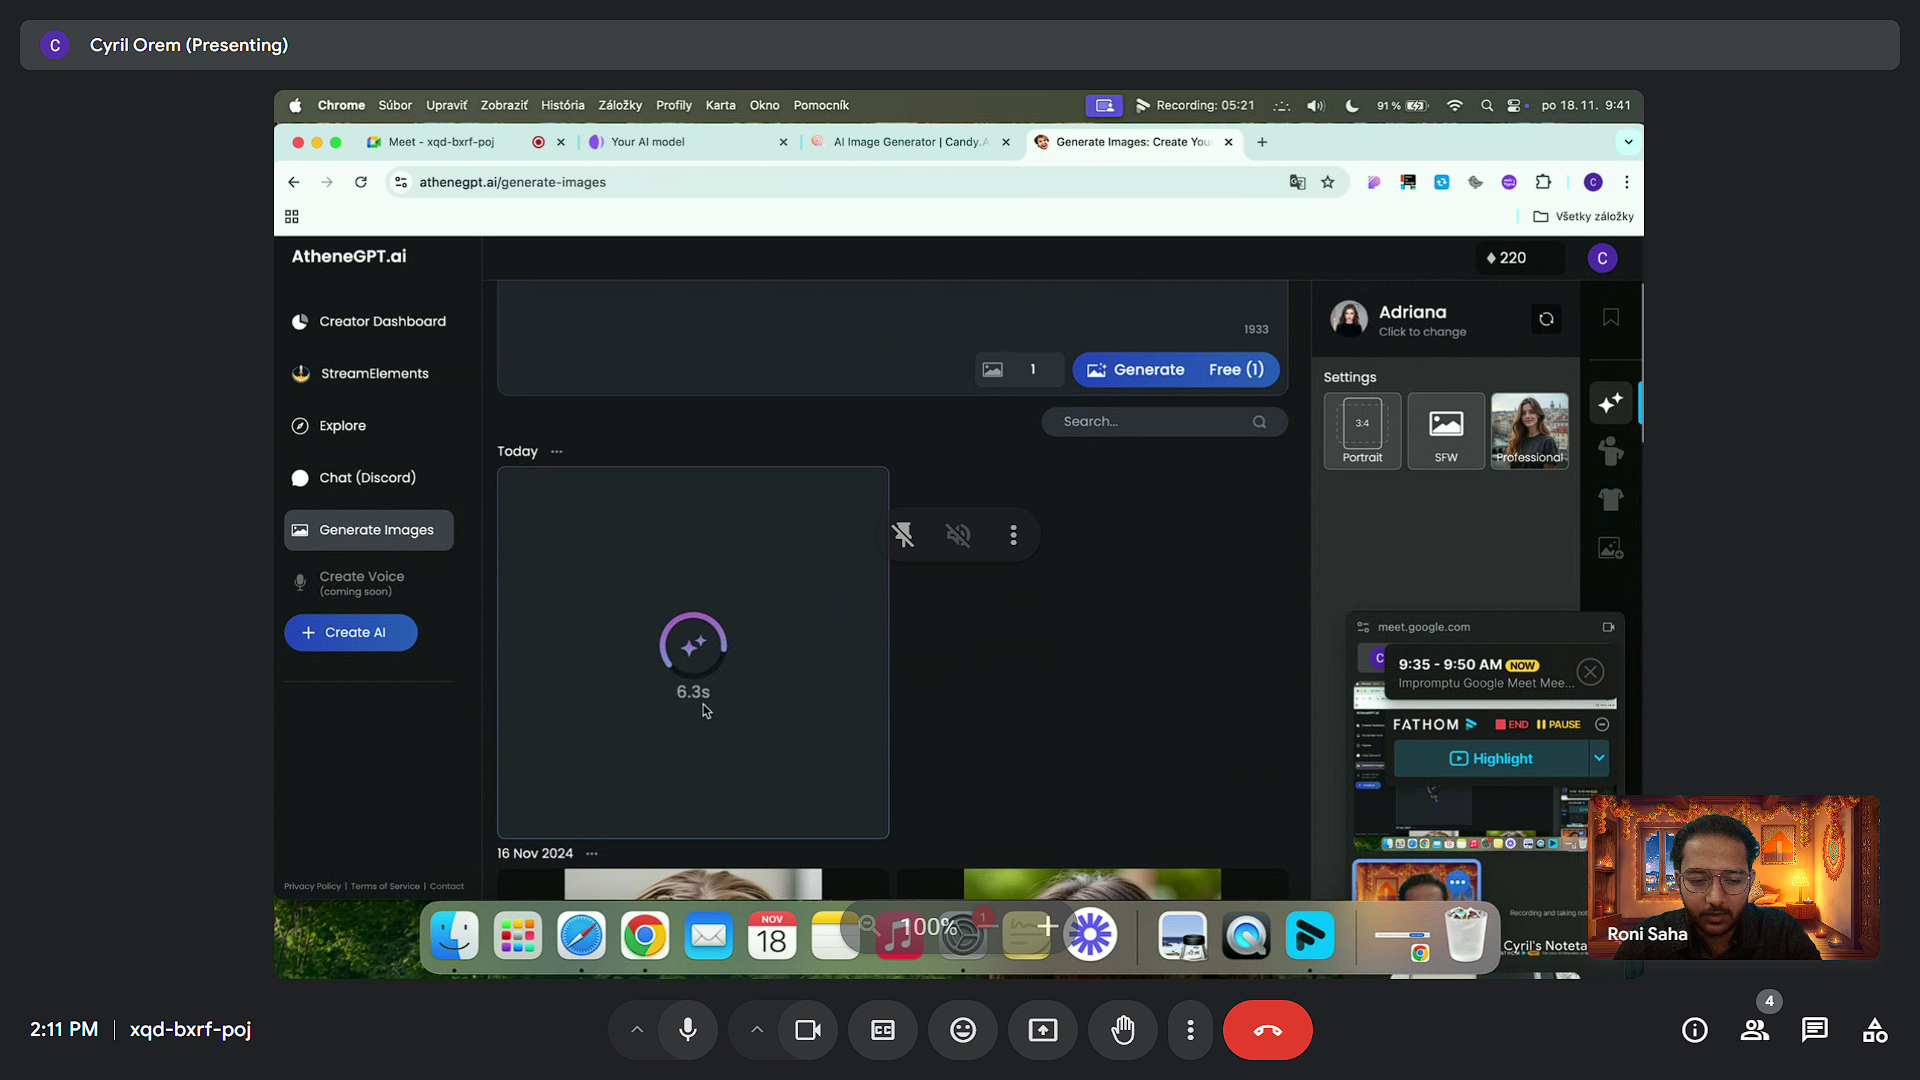 C Cyril Orem (Presenting)
Chrome Súbor Upraviť Zobraziť História Záložky Profily Karta Okno Pomocník
Recording: 05:21 91 % po 18.11. 9:41
Meet - xqd-bxrf-poj
Your AI model
AI Image Generator | Candy.A
Generate Images: Create You
athenegpt.ai/generate-images
C
Všetky záložky
AtheneGPT.ai
220
C
Creator Dashboard
StreamElements
Explore
Chat (Discord)
Generate Images
Create Voice
(coming soon)
Create AI
Privacy Policy | Terms of Service | Contact
1933
1
Generate Free (1)
Search...
Today
6.3s
16 Nov 2024
Adriana
Click to change
Settings
3:4
Portrait
SFW
Professional
meet.google.com
C
9:35 - 9:50 AM NOW
Impromptu Google Meet Mee...
FATHOM END PAUSE
Highlight
Recording and taking not
Cyril's Noteta
NOV
18
100%
1
Roni Saha
2:11 PM
xqd-bxrf-poj
CC
4